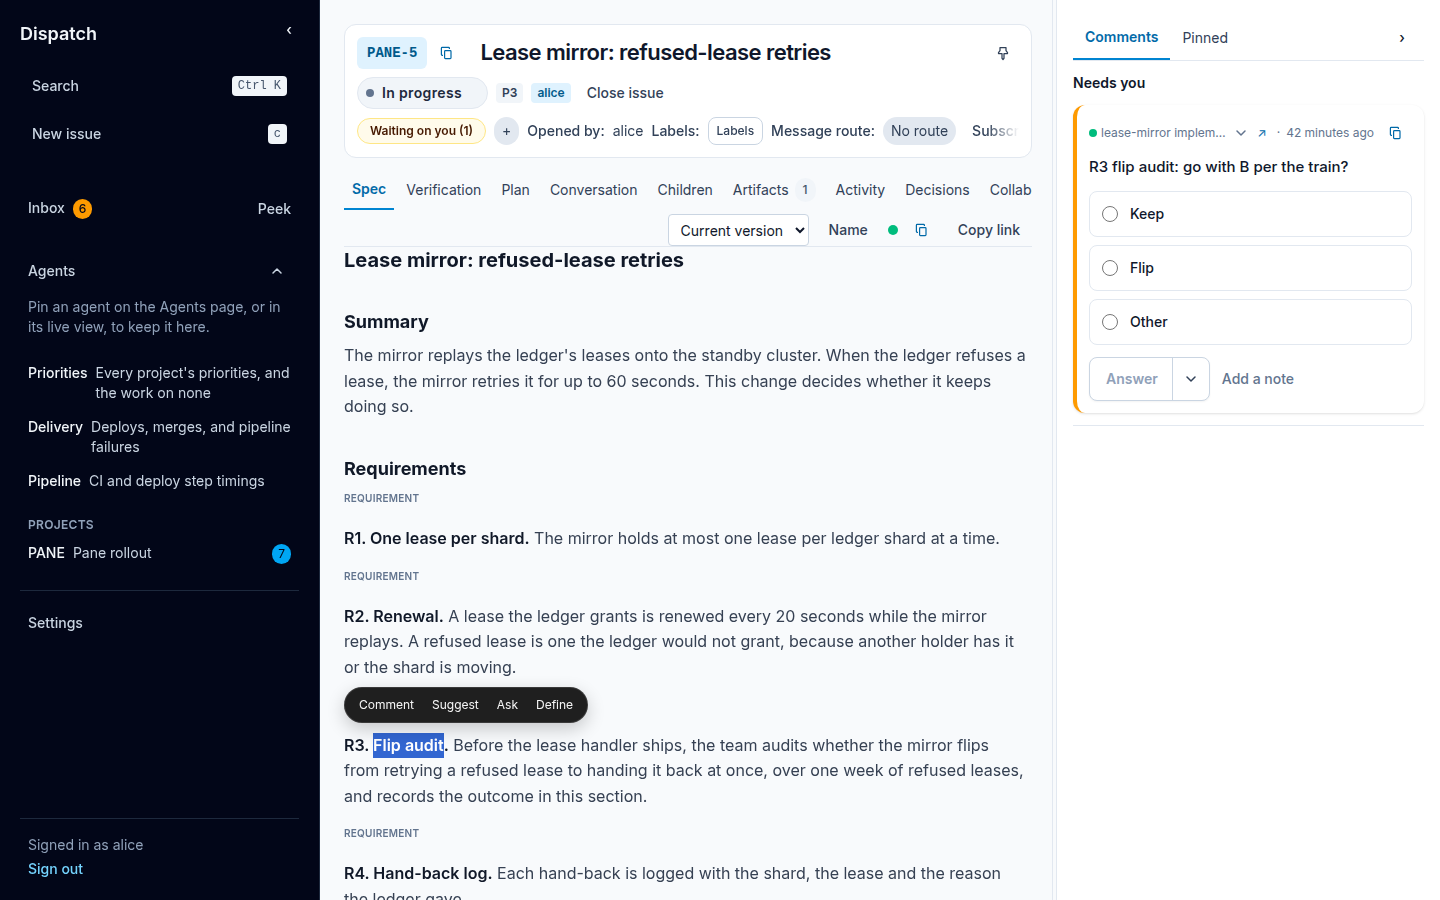 Dispatch
Search
Ctrl K
New issue
c
Inbox 6
Peek
Agents
Pin an agent on the Agents page, or in
its live view, to keep it here.
Priorities Every project's priorities, and
the work on none
Delivery Deploys, merges, and pipeline
failures
Pipeline CI and deploy step timings
PROJECTS
PANE Pane rollout 7
Settings
Signed in as alice
Sign out
PANE-5
Lease mirror: refused-lease retries
In progress
P3
alice
Close issue
Waiting on you (1)
+
Opened by: alice Labels: Labels Message route: No route
Spec Verification Plan Conversation Children Artifacts 1 Activity Decisions Collab
Current version
Name
Copy link
Lease mirror: refused-lease retries
Summary
The mirror replays the ledger's leases onto the standby cluster. When the ledger refuses a
lease, the mirror retries it for up to 60 seconds. This change decides whether it keeps
doing so.
Requirements
REQUIREMENT
R1. One lease per shard. The mirror holds at most one lease per ledger shard at a time.
REQUIREMENT
R2. Renewal. A lease the ledger grants is renewed every 20 seconds while the mirror
replays. A refused lease is one the ledger would not grant, because another holder has it
or the shard is moving.
Comment Suggest Ask Define
R3. Flip audit. Before the lease handler ships, the team audits whether the mirror flips
from retrying a refused lease to handing it back at once, over one week of refused leases,
and records the outcome in this section.
REQUIREMENT
R4. Hand-back log. Each hand-back is logged with the shard, the lease and the reason
the ledger gave.
Comments
Pinned
Needs you
lease-mirror implem... · 42 minutes ago
R3 flip audit: go with B per the train?
Keep
Flip
Other
Answer
Add a note